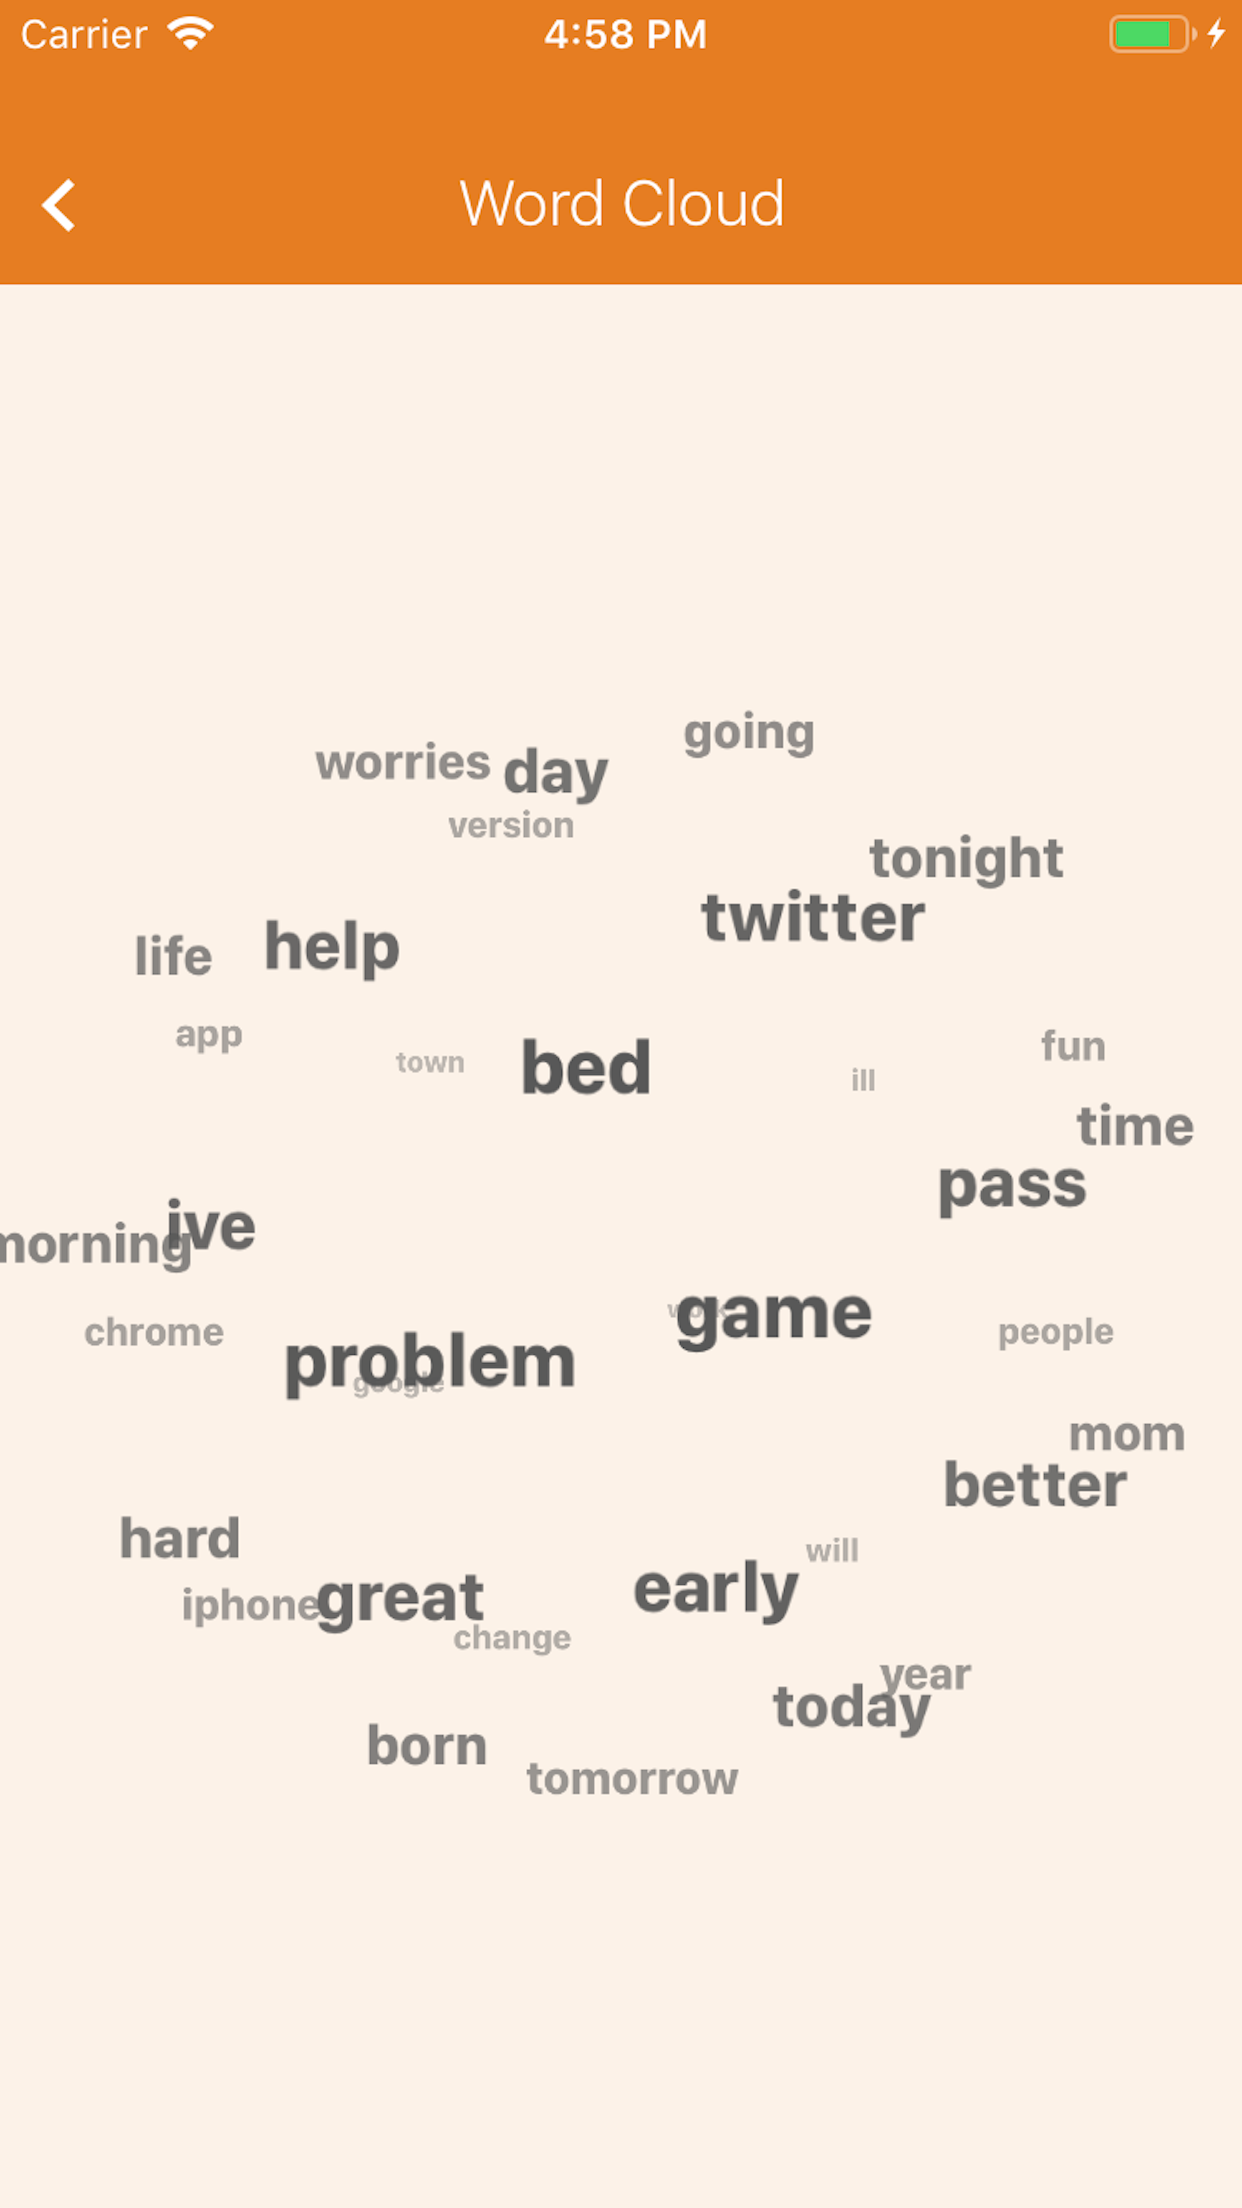 Carrier 4:58 PM
Word Cloud
going
worries day
version
tonight
twitter
life help
app
town bed ill fun
time
pass
morning ive
work game
chrome problem people
google
mom
better
hard
will
iphone great early
change
year
today
born
tomorrow